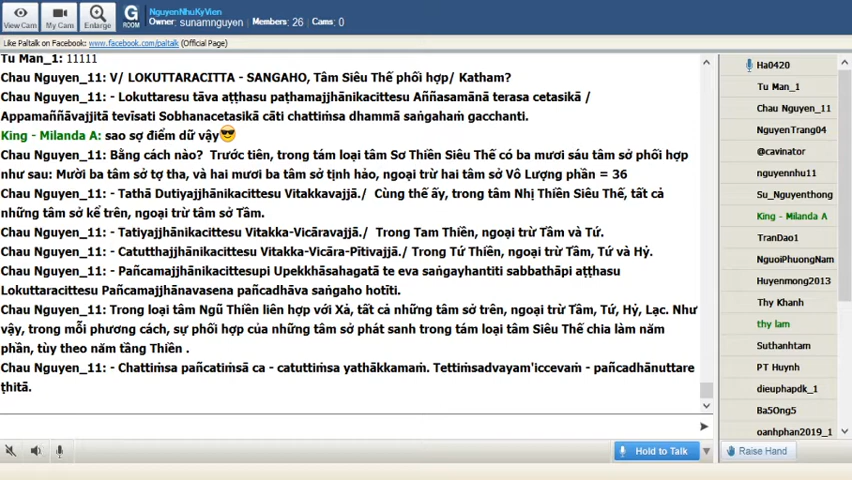 View Cam
My Cam
Enlarge
G
ROOM
NguyenNhuKyVien
Owner: sunamnguyen Members: 26 Cams: 0
Like Paltalk on Facebook: www.facebook.com/paltalk (Official Page)
Tu Man_1: 11111
Chau Nguyen_11: V/ LOKUTTARACITTA - SANGAHO, Tâm Siêu Thế phối hợp/ Katham?
Chau Nguyen_11: - Lokuttaresu tāva aṭṭhasu paṭhamajjhānikacittesu Aññasamānā terasa cetasikā /
Appamaññāvajjitā tevīsati Sobhanacetasikā cāti chattiṁsa dhammā saṅgahaṁ gacchanti.
King - Milanda A: sao sợ điểm dữ vậy
Chau Nguyen_11: Bằng cách nào? Trước tiên, trong tám loại tâm Sơ Thiền Siêu Thế có ba mươi sáu tâm sở phối hợp
như sau: Mười ba tâm sở tợ tha, và hai mươi ba tâm sở tịnh hảo, ngoại trừ hai tâm sở Vô Lượng phần = 36
Chau Nguyen_11: - Tathā Dutiyajjhānikacittesu Vitakkavajjā./ Cùng thế ấy, trong tâm Nhị Thiền Siêu Thế, tất cả
những tâm sở kể trên, ngoại trừ tâm sở Tầm.
Chau Nguyen_11: - Tatiyajjhānikacittesu Vitakka-Vicāravajjā./ Trong Tam Thiền, ngoại trừ Tầm và Tứ.
Chau Nguyen_11: - Catutthajjhānikacittesu Vitakka-Vicāra-Pītivajjā./ Trong Tứ Thiền, ngoại trừ Tầm, Tứ và Hỷ.
Chau Nguyen_11: - Pañcamajjhānikacittesupi Upekkhāsahagatā te eva saṅgayhantīti sabbathāpi aṭṭhasu
Lokuttaracittesu Pañcamajjhānavasena pañcadhāva saṅgaho hotīti.
Chau Nguyen_11: Trong loại tâm Ngũ Thiền liên hợp với Xả, tất cả những tâm sở trên, ngoại trừ Tầm, Tứ, Hỷ, Lạc. Như
vậy, trong mỗi phương cách, sự phối hợp của những tâm sở phát sanh trong tám loại tâm Siêu Thế chia làm năm
phần, tùy theo năm tầng Thiền .
Chau Nguyen_11: - Chattiṁsa pañcatiṁsā ca - catuttiṁsa yathākkamaṁ. Tettiṁsadvayam'iccevaṁ - pañcadhānuttare
ṭhitā.
Hold to Talk
Ha0420
Tu Man_1
Chau Nguyen_11
NguyenTrang04
@cavinator
nguyennhu11
Su_Nguyenthong
King - Milanda A
TranDao1
NguoiPhuongNam
Huyenmong2013
Thy Khanh
thy lam
Suthanhtam
PT Huynh
dieuphapdk_1
Ba5Ong5
oanhphan2019_1
Raise Hand